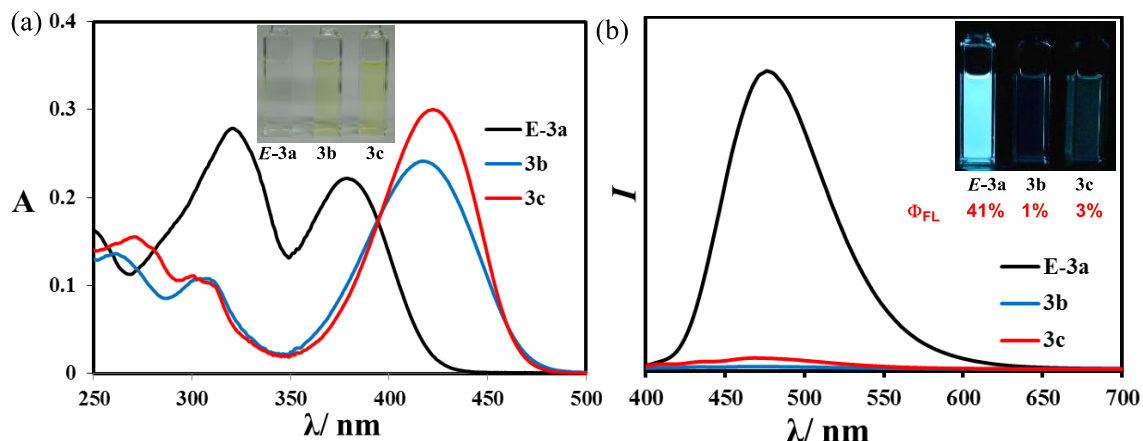 (a)
0.4
0.3
0.2
0.1
0
A
250
300
350
400
450
500
λ/ nm
E-3a 3b 3c
E-3a
3b
3c
(b)
I
400
450
500
550
600
650
700
λ/ nm
E-3a 3b 3c
ΦFL 41% 1% 3%
E-3a
3b
3c